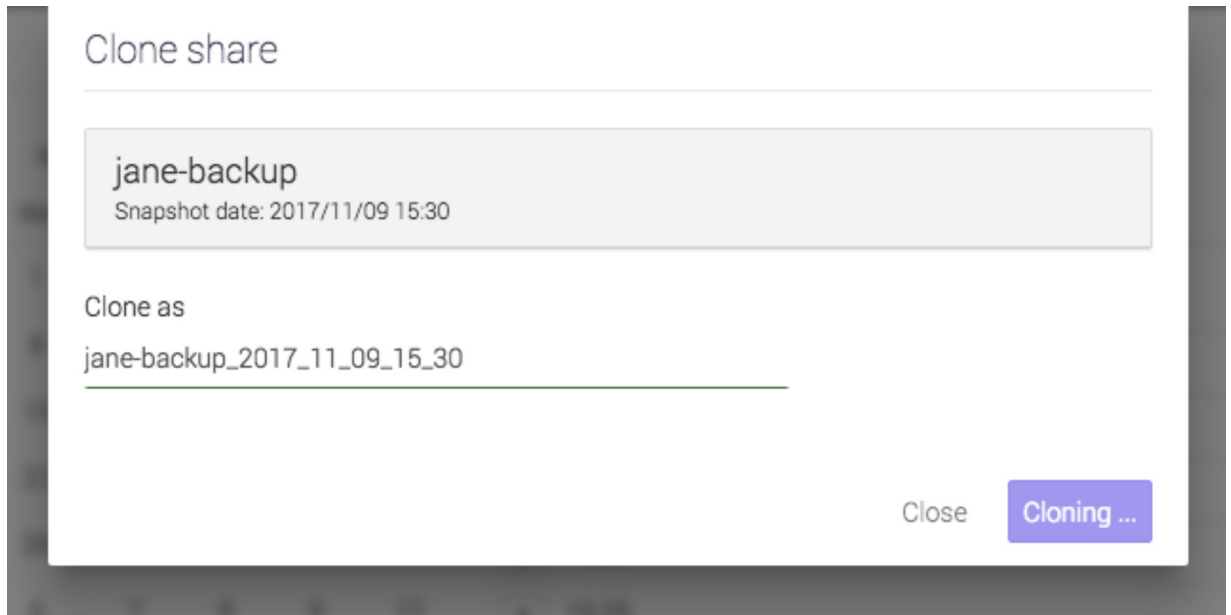 Clone share
jane-backup
Snapshot date: 2017/11/09 15:30
Clone as
jane-backup_2017_11_09_15_30
Close Cloning ...